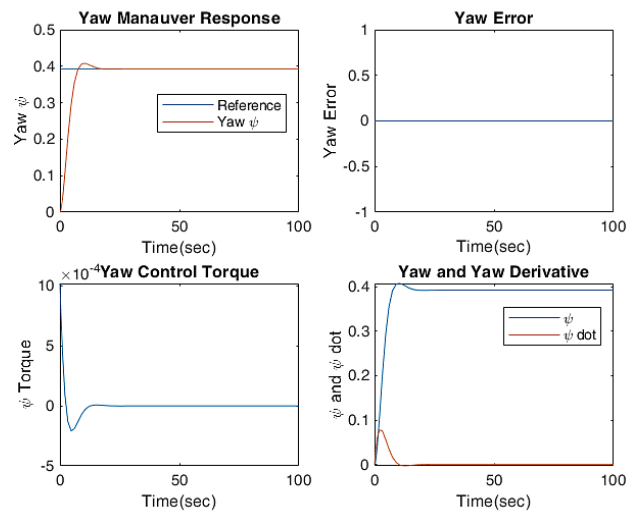 Yaw Manauver Response
0.5
0.4
0.3
0.2
0.1
0
Yaw ψ
Reference
Yaw ψ
0
50
100
Time(sec)
Yaw Error
1
0.5
0
-0.5
-1
Yaw Error
0
50
100
Time(sec)
×10-4 Yaw Control Torque
10
5
0
-5
ψ Torque
0
50
100
Time(sec)
Yaw and Yaw Derivative
0.4
0.3
0.2
0.1
0
ψ and ψ dot
ψ
ψ dot
0
50
100
Time(sec)